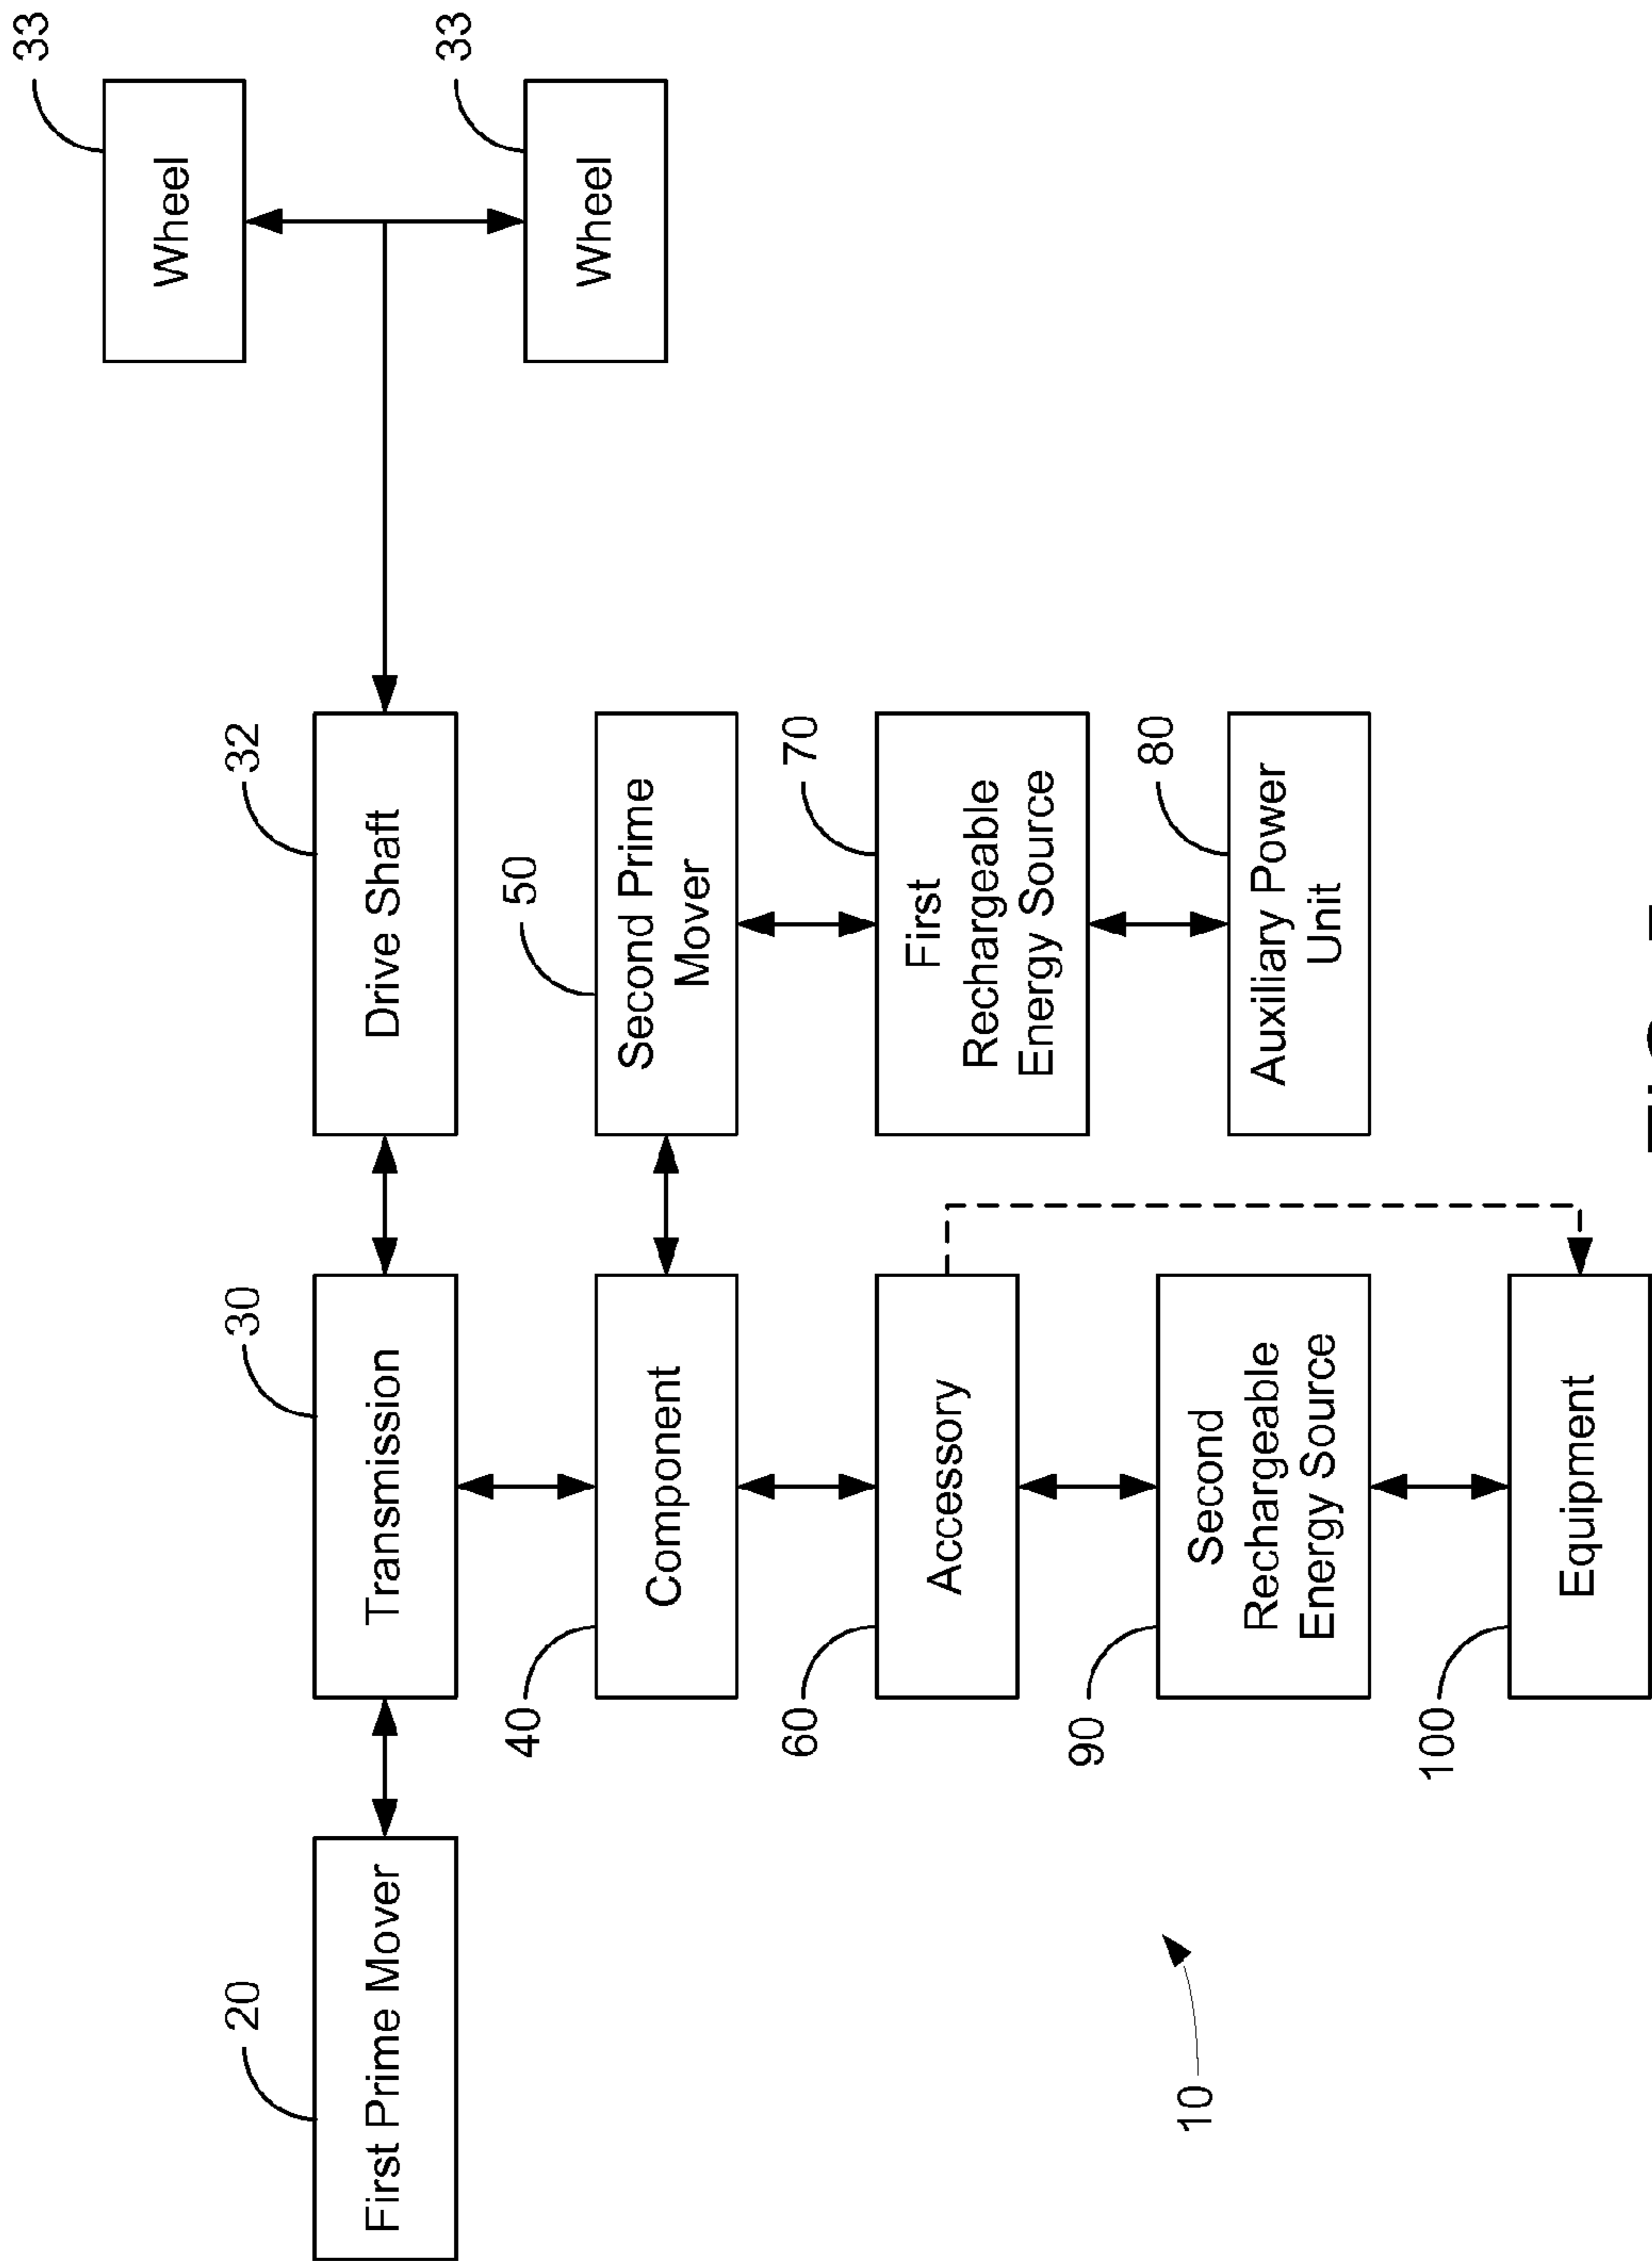 33
Wheel
33
Wheel
20
First Prime Mover
30
Transmission
32
Drive Shaft
40
Component
50
Second Prime
Mover
60
Accessory
70
First
Rechargeable
Energy Source
90
Second
Rechargeable
Energy Source
80
Auxiliary Power
Unit
100
Equipment
10